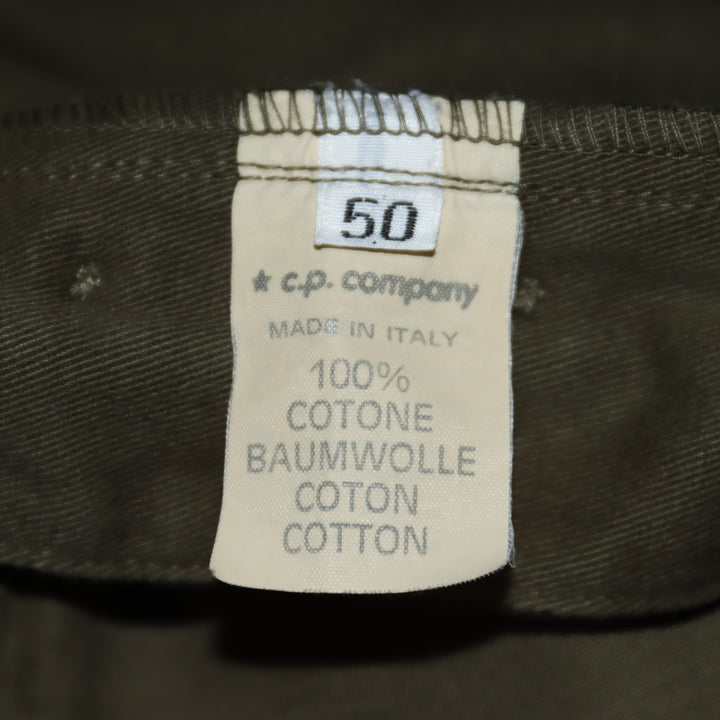 50
★ c.p. company
MADE IN ITALY
100%
COTONE
BAUMWOLLE
COTON
COTTON